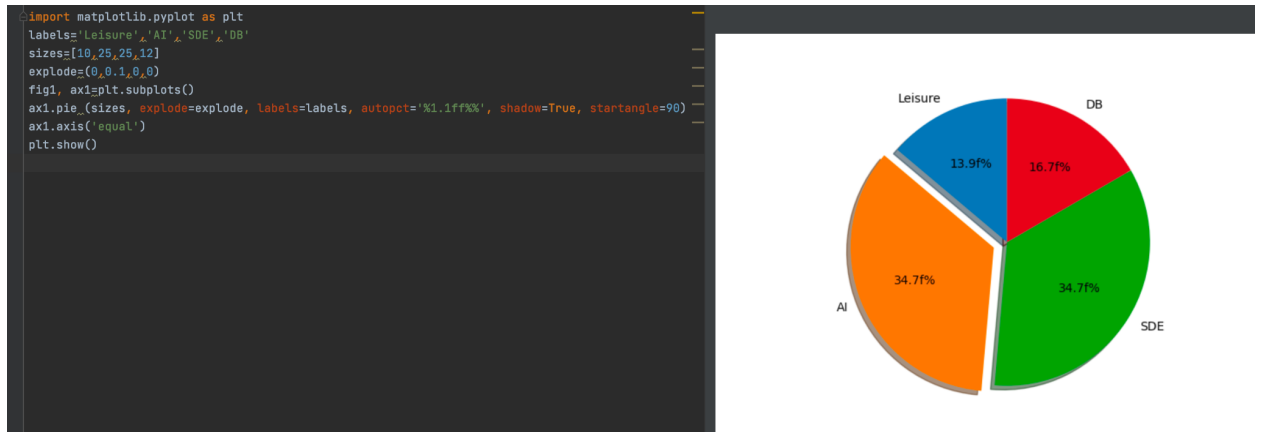 import matplotlib.pyplot as plt
labels='Leisure','AI','SDE','DB'
sizes=[10,25,25,12]
explode=(0,0.1,0,0)
fig1, ax1=plt.subplots()
ax1.pie (sizes, explode=explode, labels=labels, autopct='%1.1ff%%', shadow=True, startangle=90)
ax1.axis('equal')
plt.show()
Leisure
DB
13.9f%
16.7f%
34.7f%
34.7f%
AI
SDE